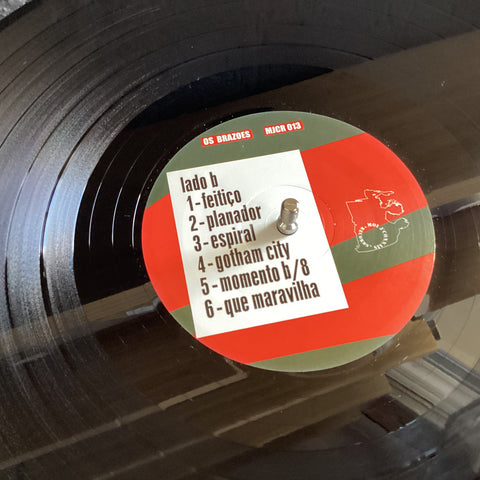 OS BRAZOES MJCR 013
lado b
1-feitiço
2-planador
3-espiral
4-gotham city
5-momento b/8
6-que maravilha